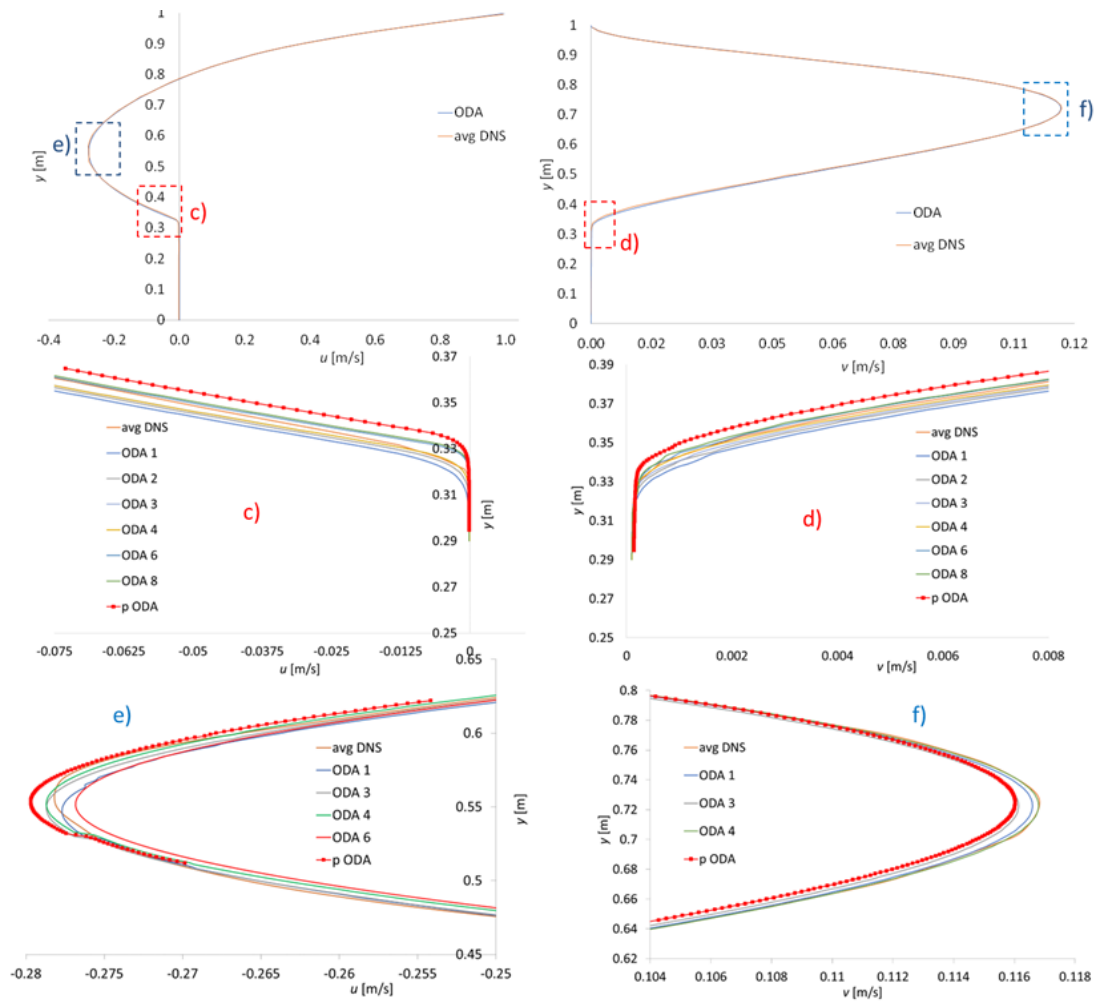 1
0.9
0.8
0.7
0.6
0.5
0.4
0.3
0.2
0.1
0
y [m]
-0.4 -0.2 0.0 0.2 0.4 0.6 0.8 1.0
u [m/s]
ODA
avg DNS
e)
c)
1
0.9
0.8
0.7
0.6
0.5
0.4
0.3
0.2
0.1
0
y [m]
0.00 0.02 0.03 0.05 0.06 0.08 0.09 0.11 0.12
v [m/s]
ODA
avg DNS
f)
d)
0.37
0.35
0.33
0.31
0.29
0.27
0.25
y [m]
-0.075 -0.0625 -0.05 -0.0375 -0.025 -0.0125 0
u [m/s]
avg DNS
ODA 1
ODA 2
ODA 3
ODA 4
ODA 6
ODA 8
p ODA
c)
0.39
0.37
0.35
0.33
0.31
0.29
0.27
0.25
y [m]
0 0.002 0.004 0.006 0.008
v [m/s]
avg DNS
ODA 1
ODA 2
ODA 3
ODA 4
ODA 6
ODA 8
p ODA
d)
e)
0.65
0.6
0.55
0.5
0.45
y [m]
-0.28 -0.275 -0.27 -0.265 -0.26 -0.255 -0.25
u [m/s]
avg DNS
ODA 1
ODA 3
ODA 4
ODA 6
p ODA
f)
0.8
0.78
0.76
0.74
0.72
0.7
0.68
0.66
0.64
0.62
y [m]
0.104 0.106 0.108 0.11 0.112 0.114 0.116 0.118
v [m/s]
avg DNS
ODA 1
ODA 3
ODA 4
p ODA